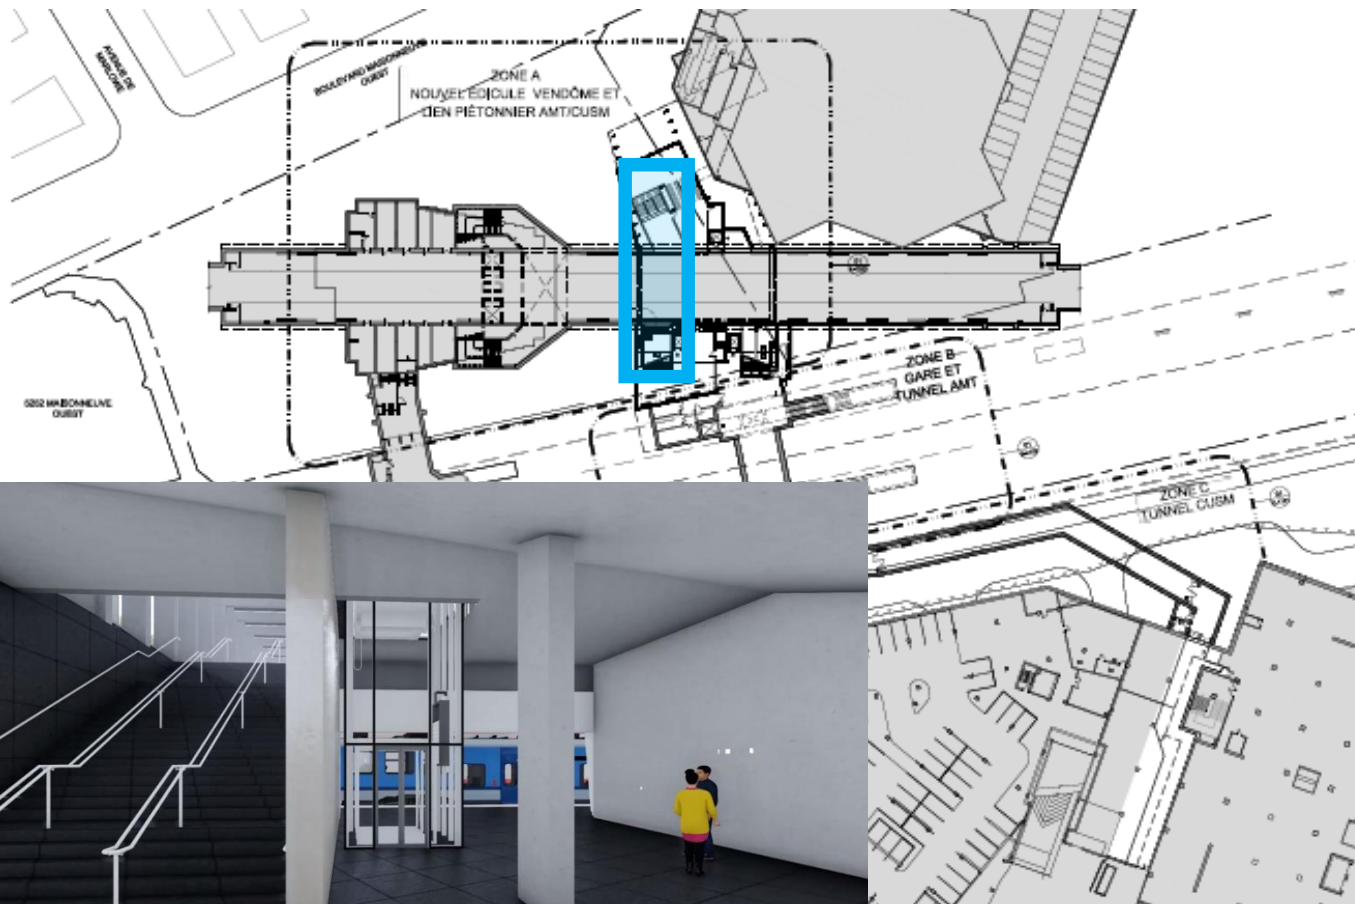 AVENUE DE
MARLOWE
BOULEVARD MAISONNEUVE
OUEST
ZONE A
NOUVEL ÉDICULE VENDÔME ET
LIEN PIÉTONNIER AMT/CUSM
5252 MAISONNEUVE
OUEST
ZONE B
GARE ET
TUNNEL AMT
ZONE C
TUNNEL CUSM